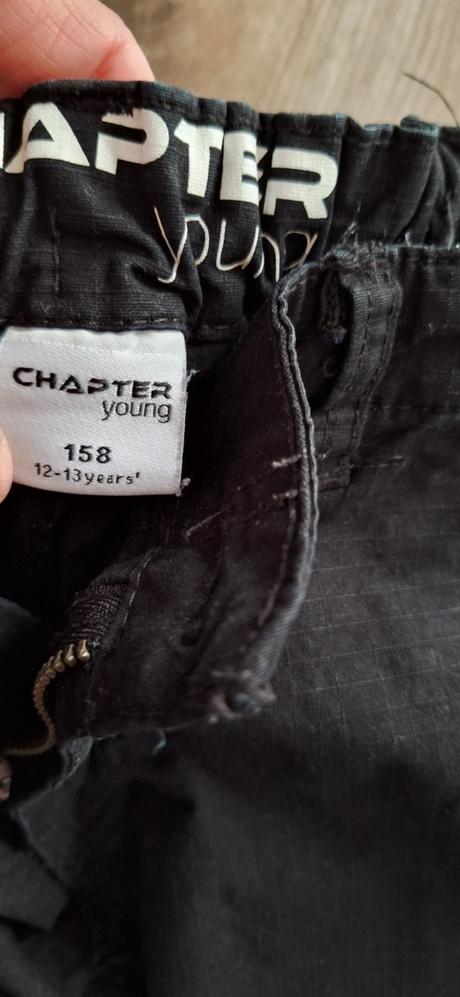 HAPTER
young
CHAPTER
young
158
12-13years'